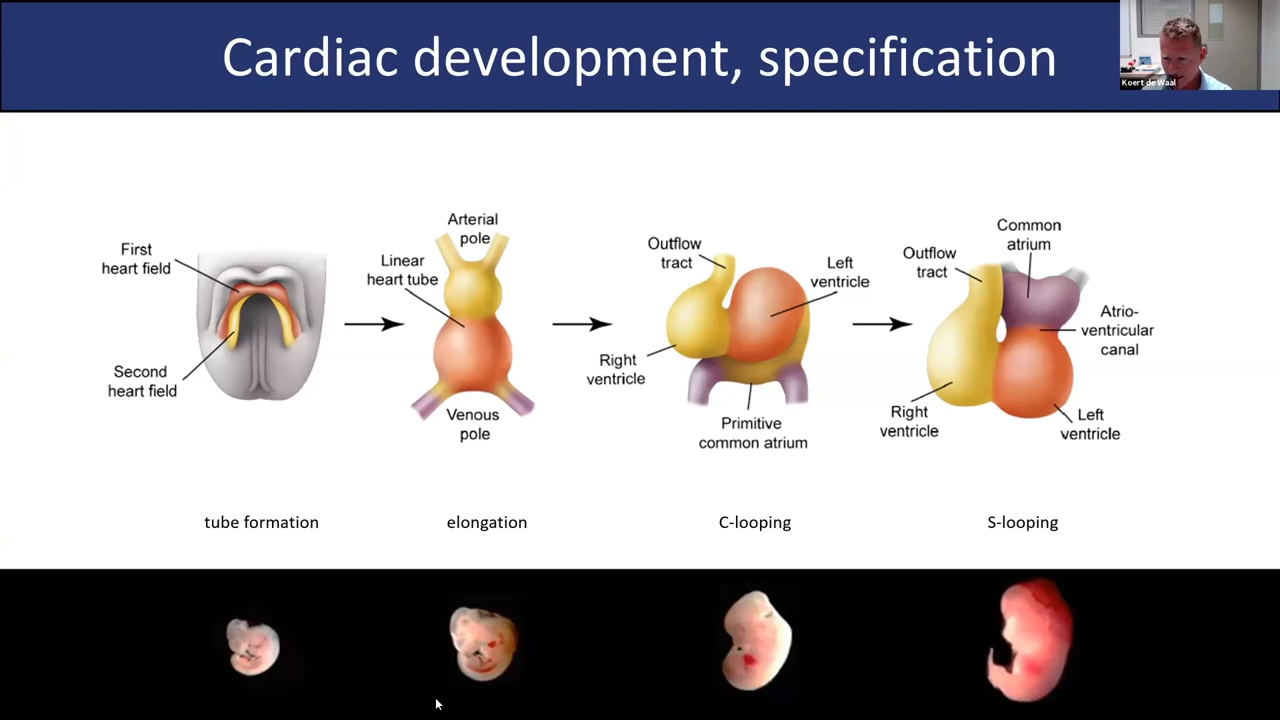 Cardiac development, specification
Koert de Waal
First
heart field
Second
heart field
Arterial
pole
Linear
heart tube
Venous
pole
Outflow
tract
Left
ventricle
Right
ventricle
Primitive
common atrium
Common
atrium
Outflow
tract
Atrio-
ventricular
canal
Right
ventricle
Left
ventricle
tube formation
elongation
C-looping
S-looping